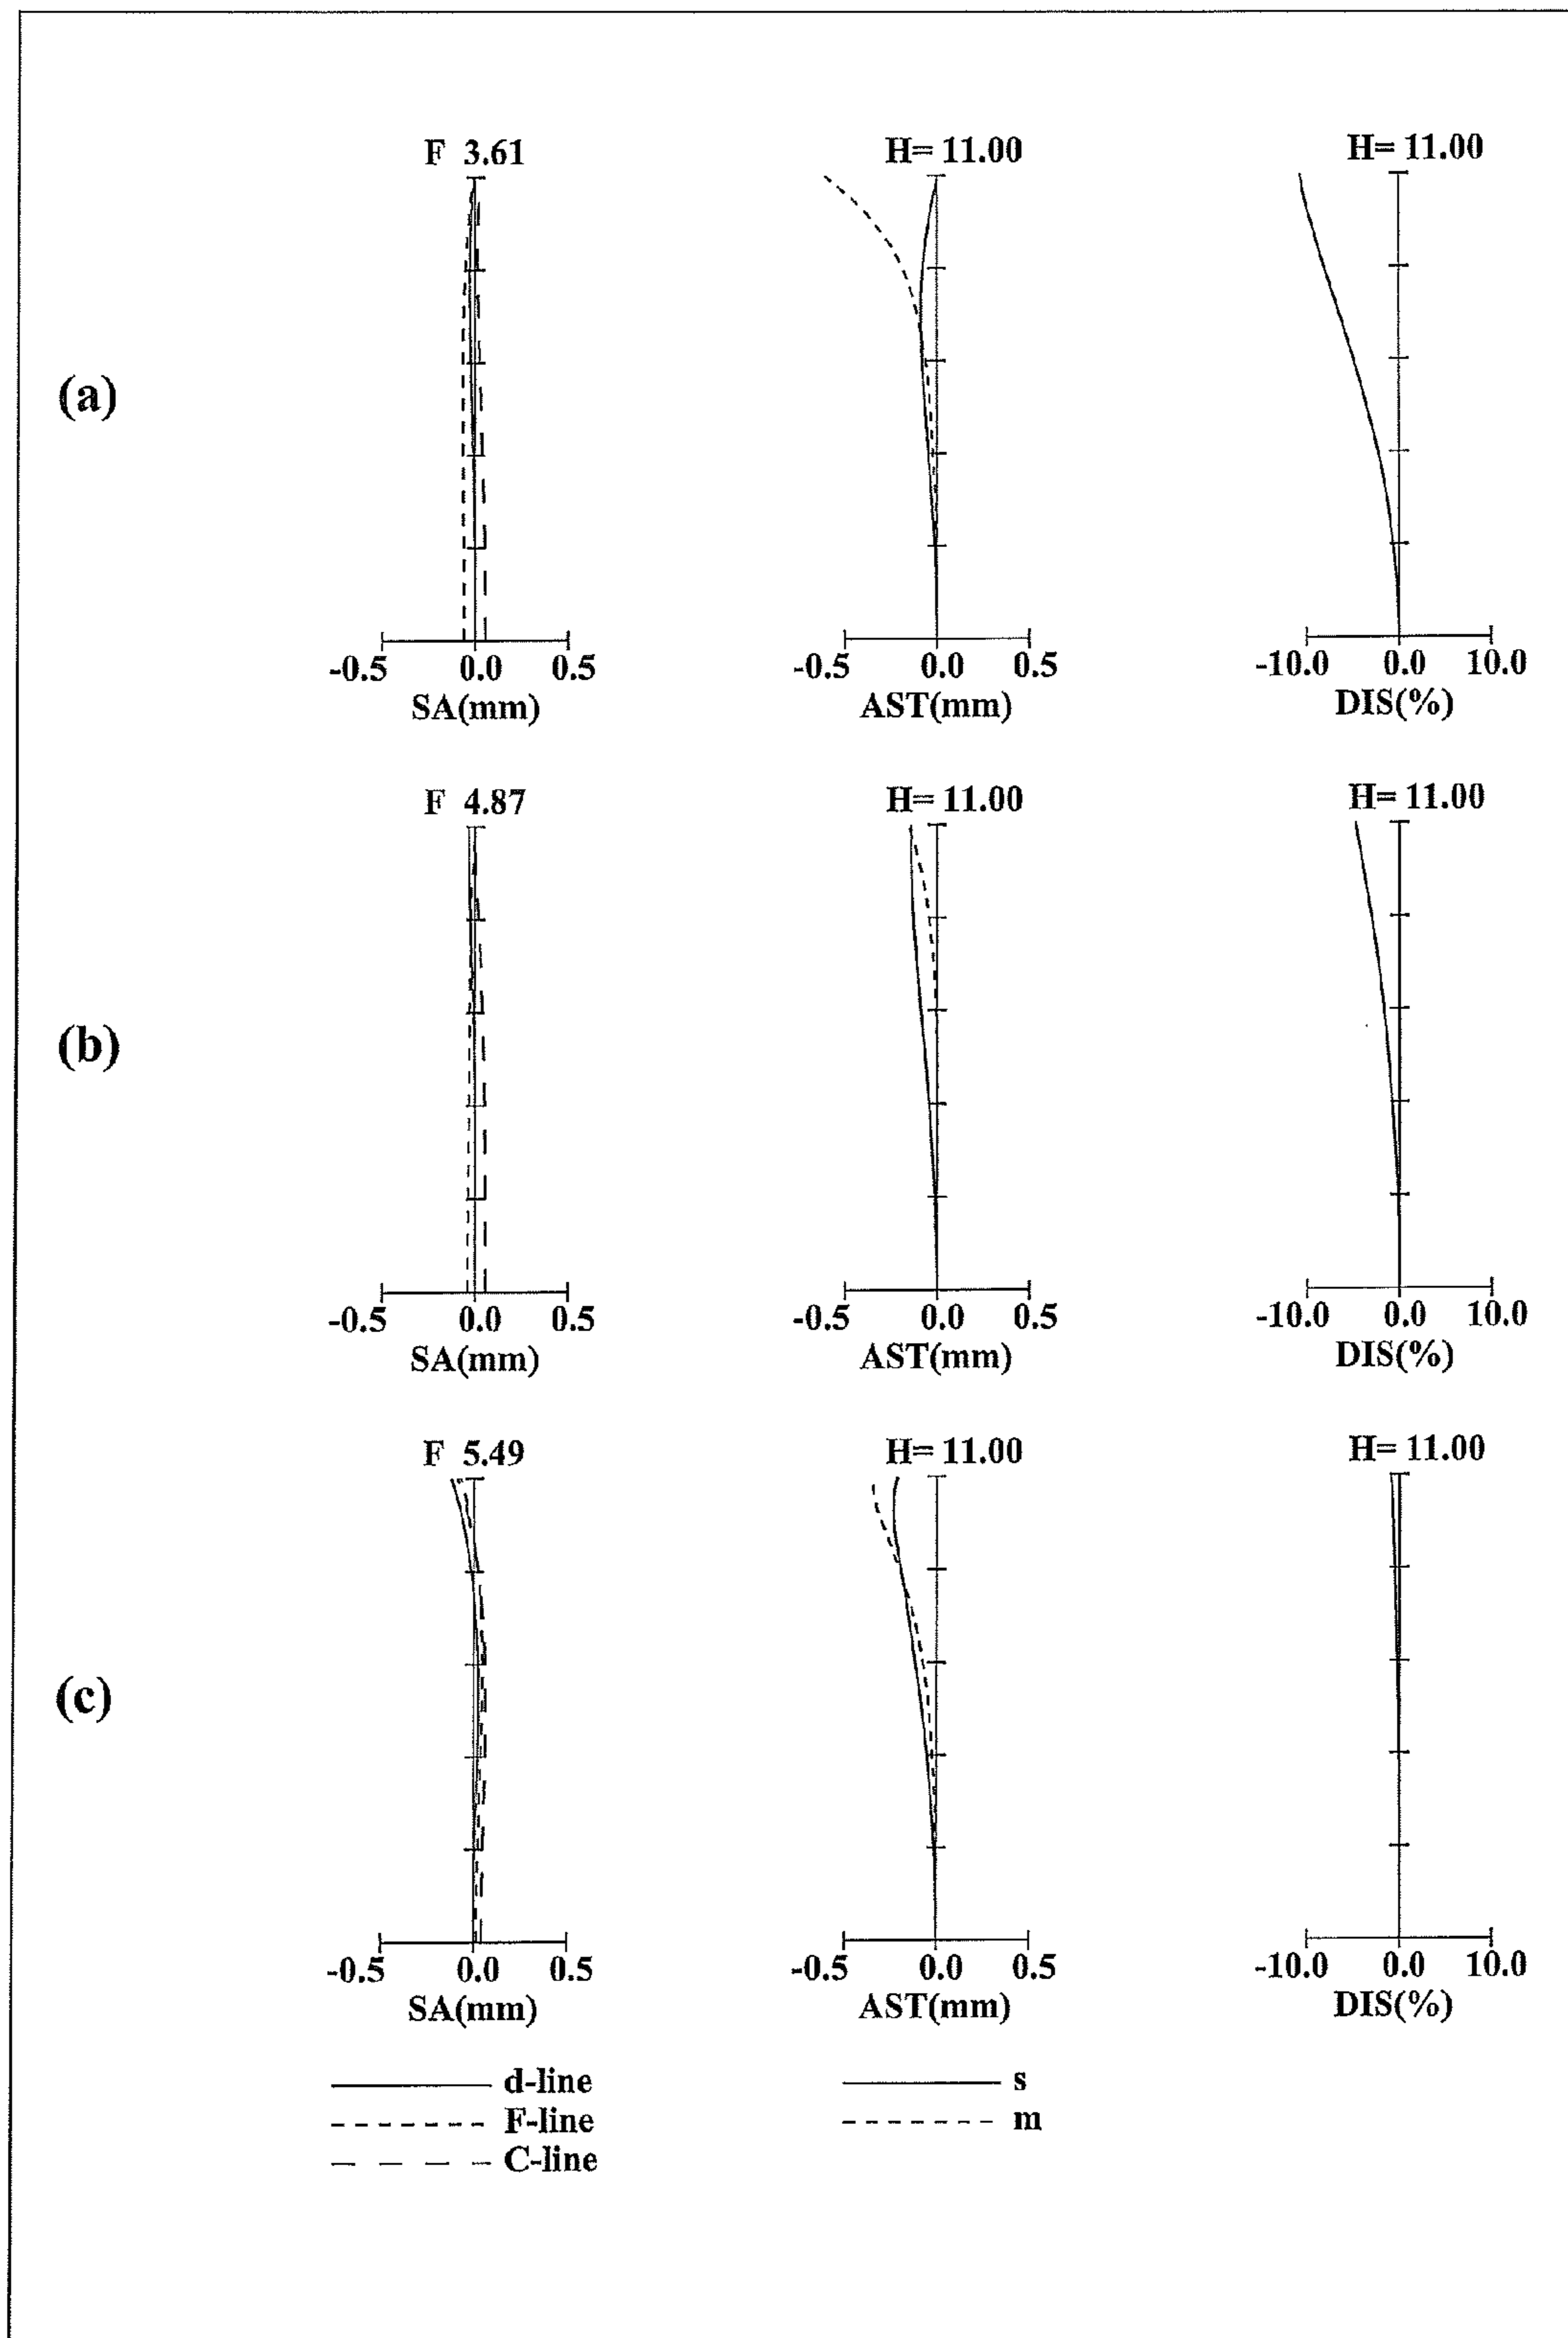 (a)
F 3.61
H= 11.00
H= 11.00
-0.5 0.0 0.5
SA(mm)
-0.5 0.0 0.5
AST(mm)
-10.0 0.0 10.0
DIS(%)
(b)
F 4.87
H= 11.00
H= 11.00
-0.5 0.0 0.5
SA(mm)
-0.5 0.0 0.5
AST(mm)
-10.0 0.0 10.0
DIS(%)
(c)
F 5.49
H= 11.00
H= 11.00
-0.5 0.0 0.5
SA(mm)
-0.5 0.0 0.5
AST(mm)
-10.0 0.0 10.0
DIS(%)
d-line
F-line
C-line
s
m